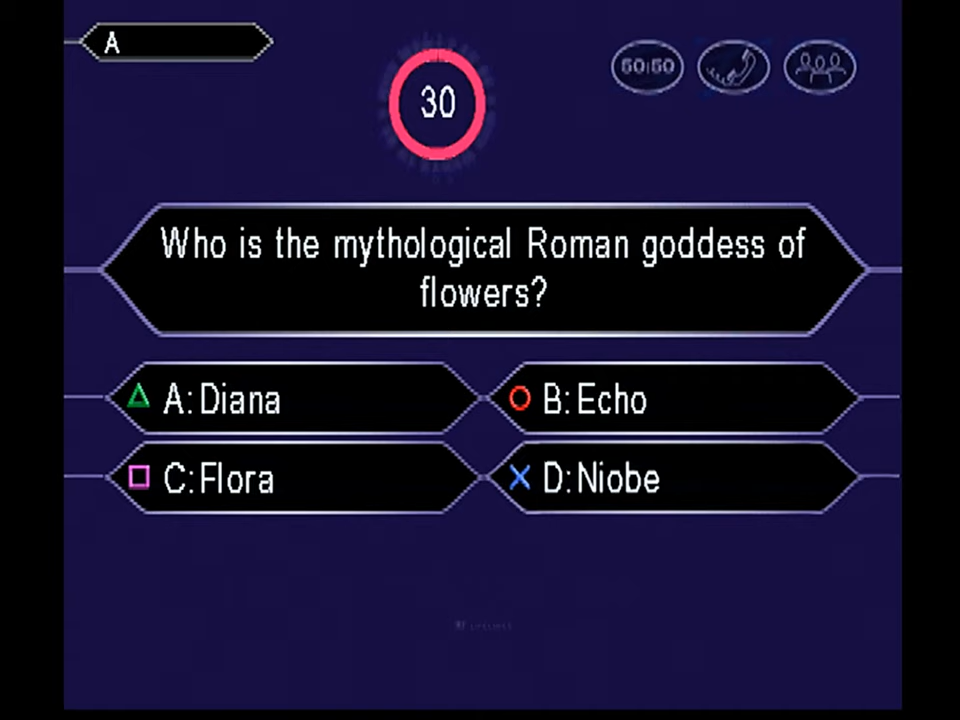 A
30
50:50
Who is the mythological Roman goddess of
flowers?
A: Diana
B: Echo
C: Flora
D: Niobe